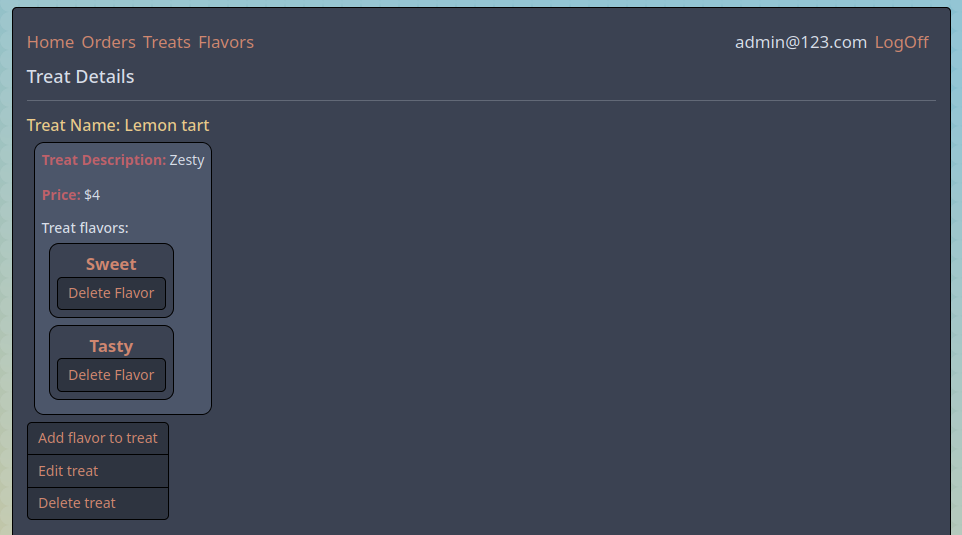 Home Orders Treats Flavors admin@123.com LogOff
Treat Details
Treat Name: Lemon tart
Treat Description: Zesty
Price: $4
Treat flavors:
Sweet
Delete Flavor
Tasty
Delete Flavor
Add flavor to treat
Edit treat
Delete treat